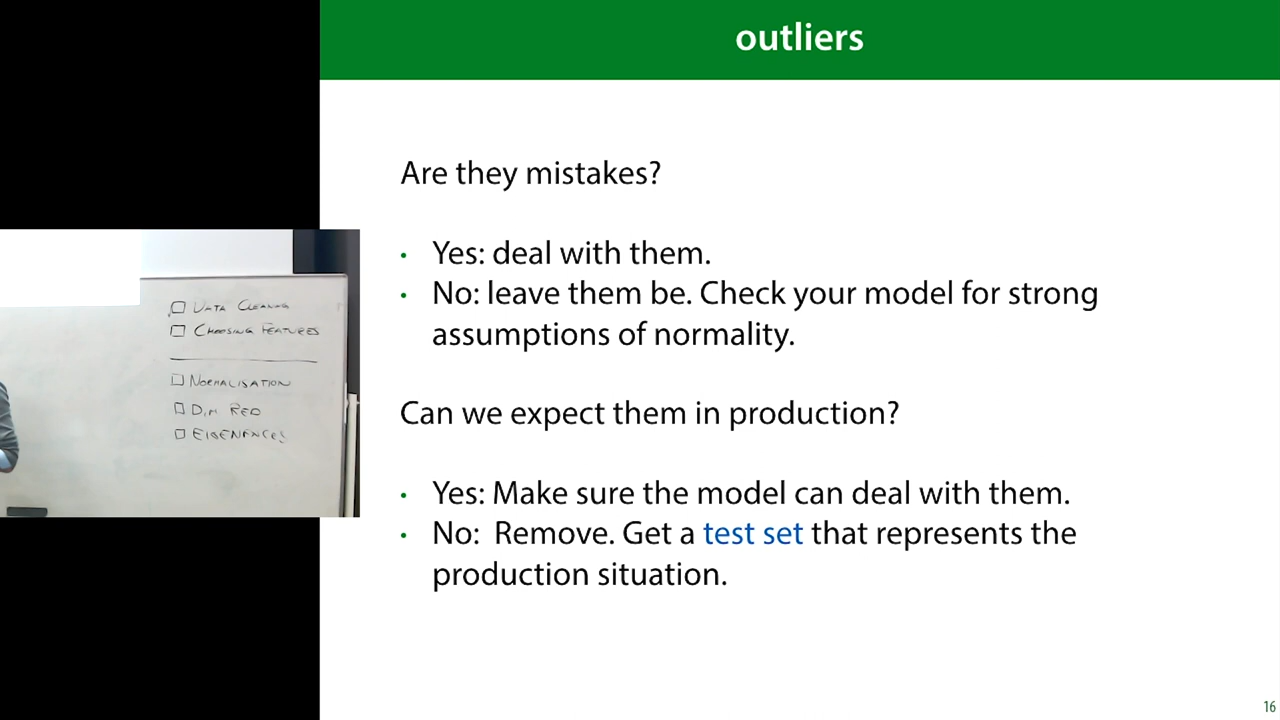 outliers
Are they mistakes?
• Yes: deal with them.
• No: leave them be. Check your model for strong
assumptions of normality.
Can we expect them in production?
• Yes: Make sure the model can deal with them.
• No: Remove. Get a test set that represents the
production situation.
16
DATA CLEANING
CHOOSING FEATURES
NORMALISATION
DIM RED
EIGENFACES